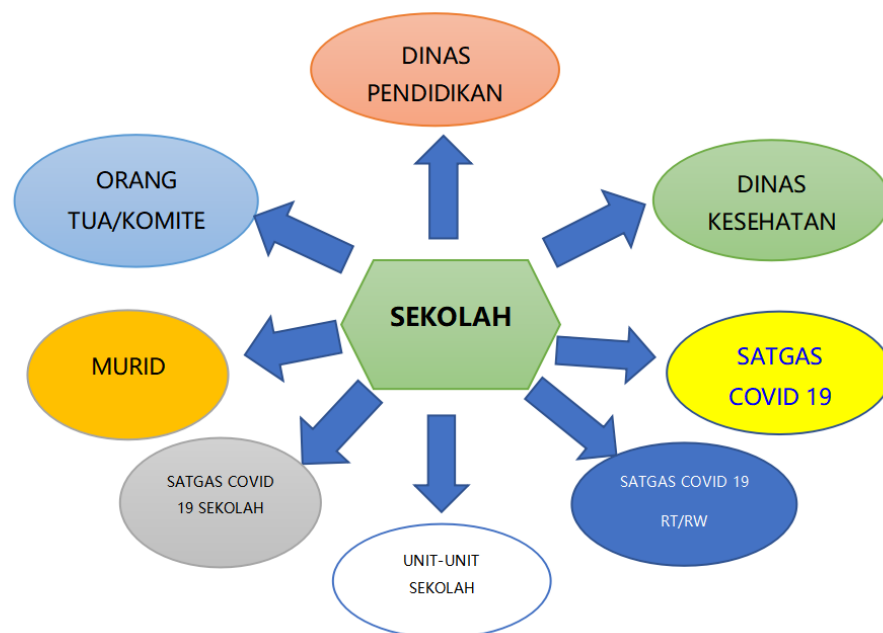 DINAS
PENDIDIKAN
ORANG
TUA/KOMITE
DINAS
KESEHATAN
SEKOLAH
MURID
SATGAS
COVID 19
SATGAS COVID
19 SEKOLAH
SATGAS COVID 19
RT/RW
UNIT-UNIT
SEKOLAH